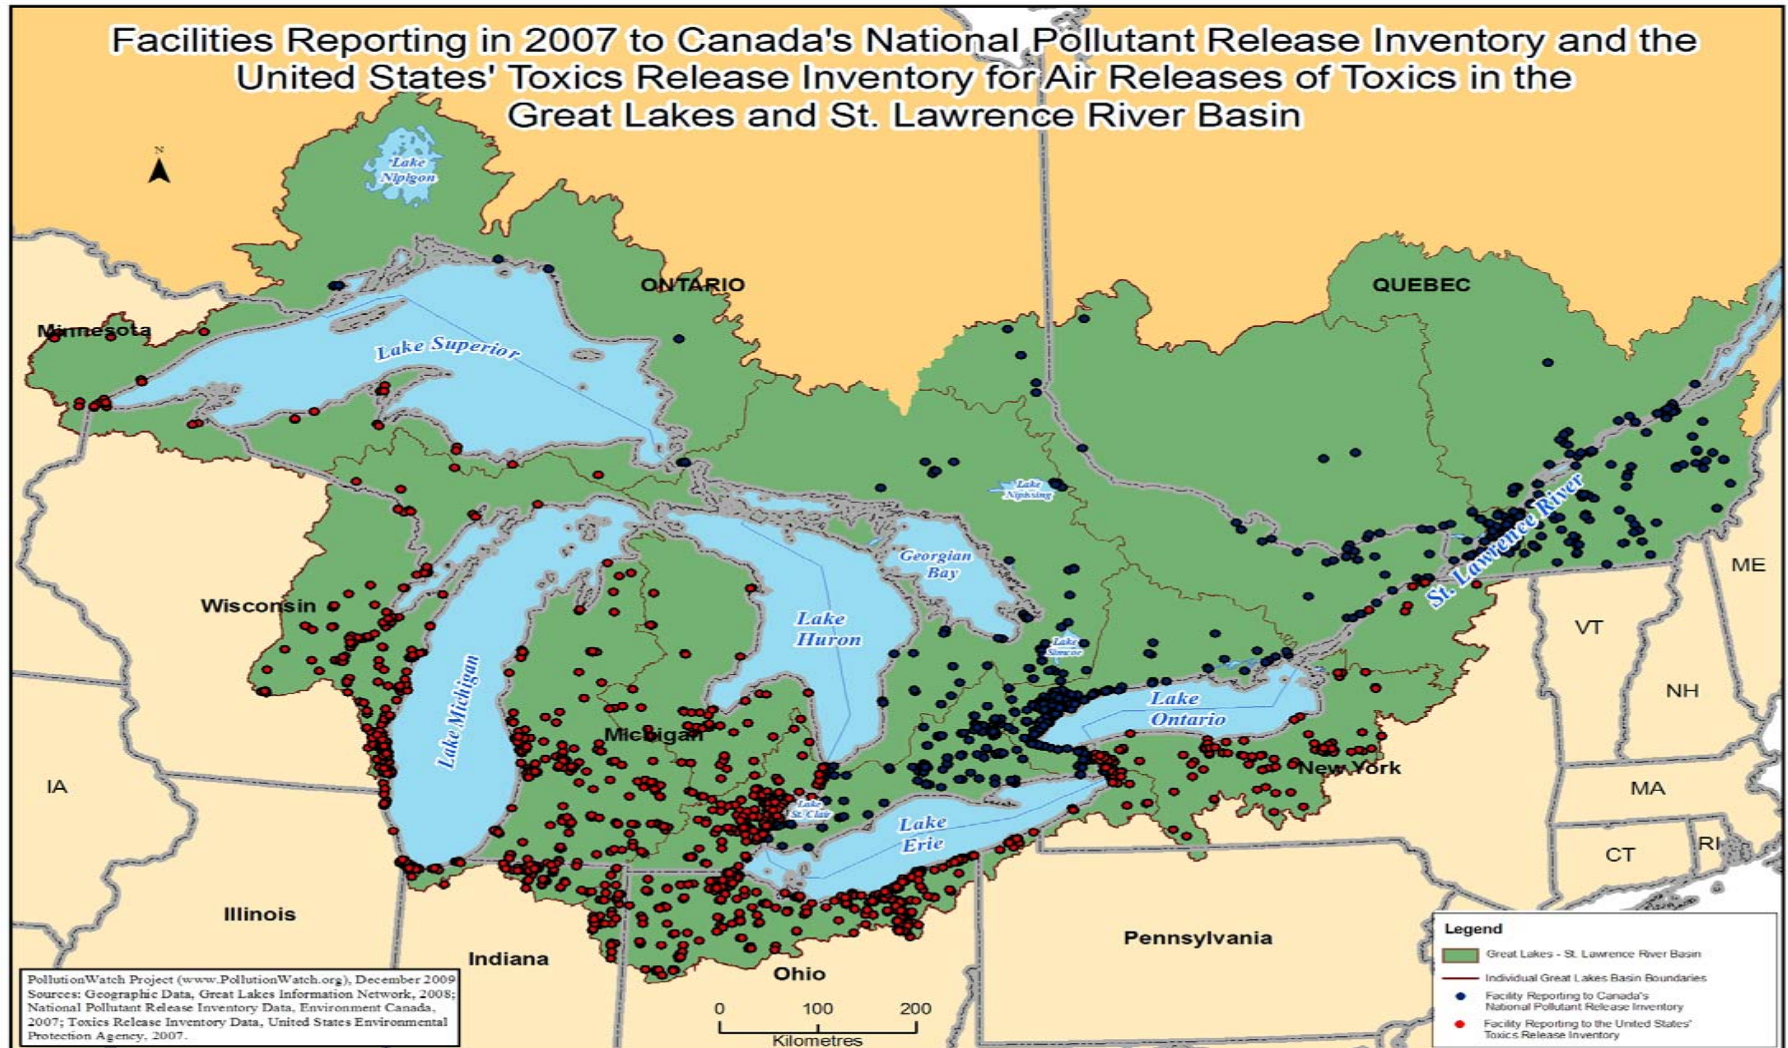 Facilities Reporting in 2007 to Canada's National Pollutant Release Inventory and the
United States' Toxics Release Inventory for Air Releases of Toxics in the
Great Lakes and St. Lawrence River Basin
N
Lake
Nipigon
ONTARIO
QUEBEC
Minnesota
Lake Superior
Lake
Nipissing
St. Lawrence River
Georgian
Bay
ME
Wisconsin
Lake
Huron
VT
Lake
Simcoe
NH
Lake Michigan
Lake
Ontario
Michigan
New York
IA
MA
Lake
St. Clair
Lake
Erie
CT
RI
Illinois
Indiana
Pennsylvania
Ohio
PollutionWatch Project (www.PollutionWatch.org), December 2009
Sources: Geographic Data, Great Lakes Information Network, 2008;
National Pollutant Release Inventory Data, Environment Canada,
2007; Toxics Release Inventory Data, United States Environmental
Protection Agency, 2007.
0 100 200
Kilometres
Legend
Great Lakes - St. Lawrence River Basin
Individual Great Lakes Basin Boundaries
Facility Reporting to Canada's
National Pollutant Release Inventory
Facility Reporting to the United States'
Toxics Release Inventory